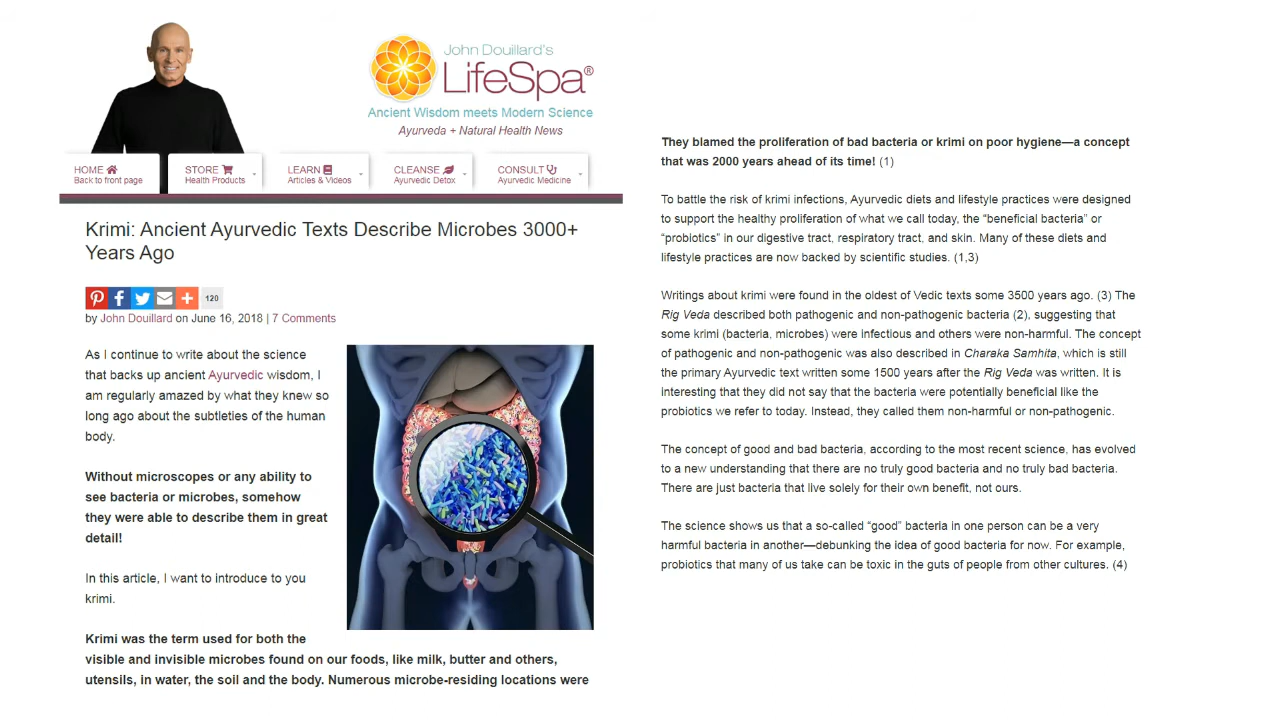 John Douillard's
LifeSpa®
Ancient Wisdom meets Modern Science
Ayurveda + Natural Health News
HOME
Back to front page
STORE
Health Products
LEARN
Articles & Videos
CLEANSE
Ayurvedic Detox
CONSULT
Ayurvedic Medicine
Krimi: Ancient Ayurvedic Texts Describe Microbes 3000+
Years Ago
120
by John Douillard on June 16, 2018 | 7 Comments
As I continue to write about the science
that backs up ancient Ayurvedic wisdom, I
am regularly amazed by what they knew so
long ago about the subtleties of the human
body.
Without microscopes or any ability to
see bacteria or microbes, somehow
they were able to describe them in great
detail!
In this article, I want to introduce to you
krimi.
Krimi was the term used for both the
visible and invisible microbes found on our foods, like milk, butter and others,
utensils, in water, the soil and the body. Numerous microbe-residing locations were
They blamed the proliferation of bad bacteria or krimi on poor hygiene—a concept
that was 2000 years ahead of its time! (1)
To battle the risk of krimi infections, Ayurvedic diets and lifestyle practices were designed
to support the healthy proliferation of what we call today, the “beneficial bacteria” or
“probiotics” in our digestive tract, respiratory tract, and skin. Many of these diets and
lifestyle practices are now backed by scientific studies. (1,3)
Writings about krimi were found in the oldest of Vedic texts some 3500 years ago. (3) The
Rig Veda described both pathogenic and non-pathogenic bacteria (2), suggesting that
some krimi (bacteria, microbes) were infectious and others were non-harmful. The concept
of pathogenic and non-pathogenic was also described in Charaka Samhita, which is still
the primary Ayurvedic text written some 1500 years after the Rig Veda was written. It is
interesting that they did not say that the bacteria were potentially beneficial like the
probiotics we refer to today. Instead, they called them non-harmful or non-pathogenic.
The concept of good and bad bacteria, according to the most recent science, has evolved
to a new understanding that there are no truly good bacteria and no truly bad bacteria.
There are just bacteria that live solely for their own benefit, not ours.
The science shows us that a so-called “good” bacteria in one person can be a very
harmful bacteria in another—debunking the idea of good bacteria for now. For example,
probiotics that many of us take can be toxic in the guts of people from other cultures. (4)